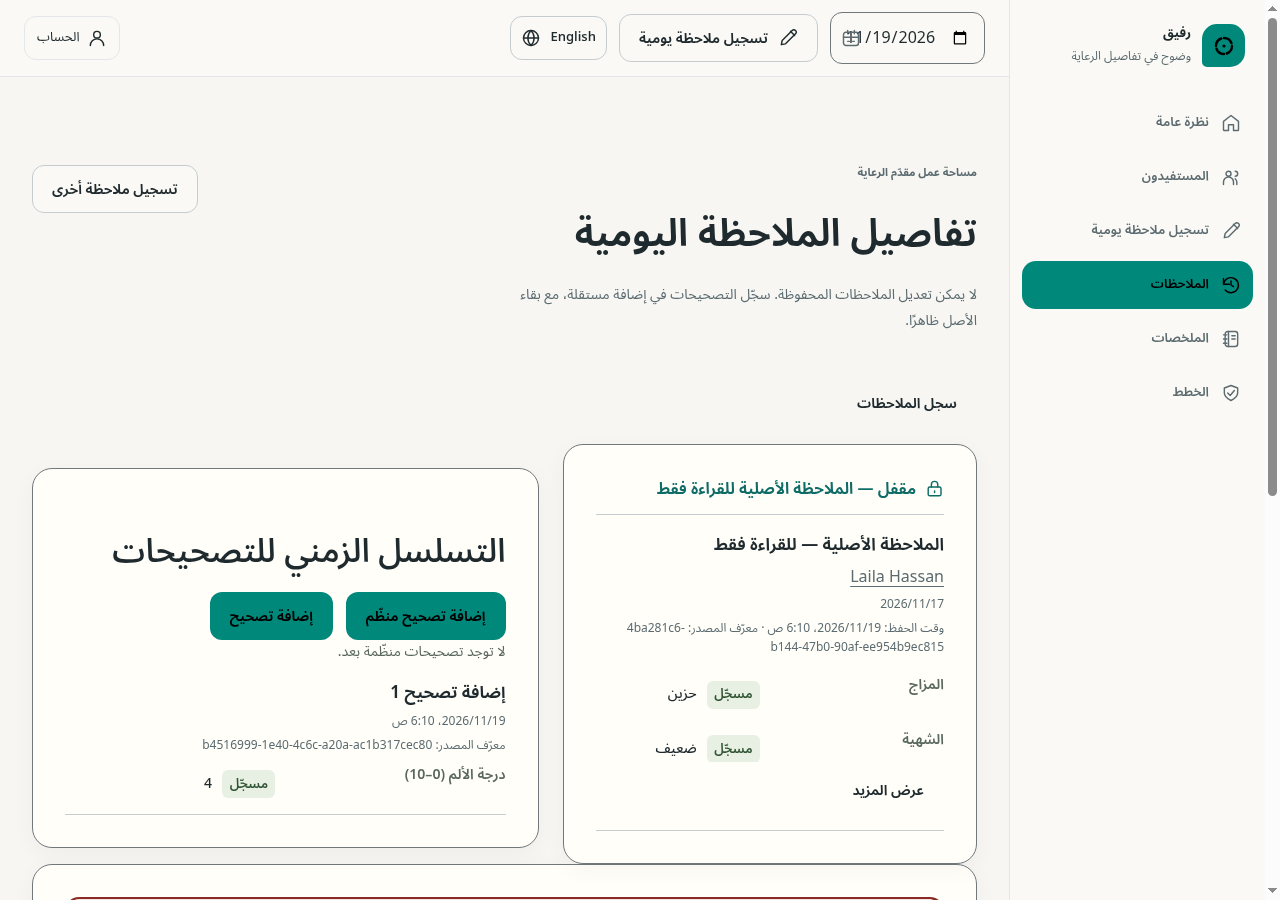 رفيق
وضوح في تفاصيل الرعاية
نظرة عامة
المستفيدون
تسجيل ملاحظة يومية
الملاحظات
الملخصات
الخطط
11/19/2026
تسجيل ملاحظة يومية
English
الحساب
مساحة عمل مقدّم الرعاية
تفاصيل الملاحظة اليومية
لا يمكن تعديل الملاحظات المحفوظة. سجّل التصحيحات في إضافة مستقلة، مع بقاء
الأصل ظاهرًا.
تسجيل ملاحظة أخرى
سجل الملاحظات
مقفل — الملاحظة الأصلية للقراءة فقط
الملاحظة الأصلية — للقراءة فقط
Laila Hassan
2026/11/17
وقت الحفظ: 2026/11/19، 6:10 ص · معرّف المصدر: 4ba281c6-
b144-47b0-90af-ee954b9ec815
المزاج
مسجّل
حزين
الشهية
مسجّل
ضعيف
عرض المزيد
التسلسل الزمني للتصحيحات
إضافة تصحيح منظّم
إضافة تصحيح
لا توجد تصحيحات منظّمة بعد.
إضافة تصحيح 1
2026/11/19، 6:10 ص
معرّف المصدر: b4516999-1e40-4c6c-a20a-ac1b317cec80
درجة الألم (0–10)
مسجّل
4